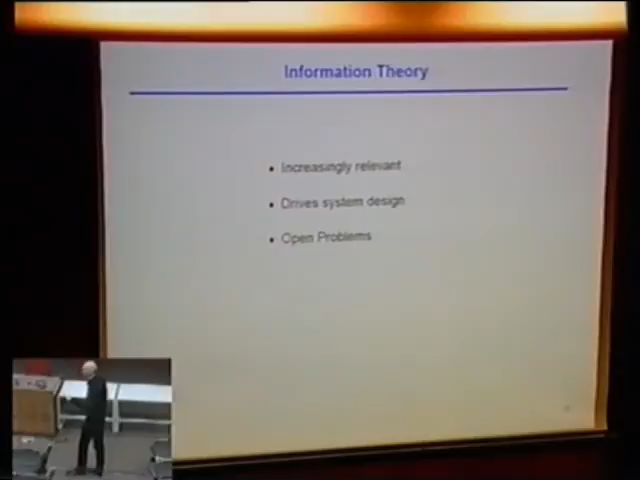 Information Theory
• Increasingly relevant
• Drives system design
• Open Problems